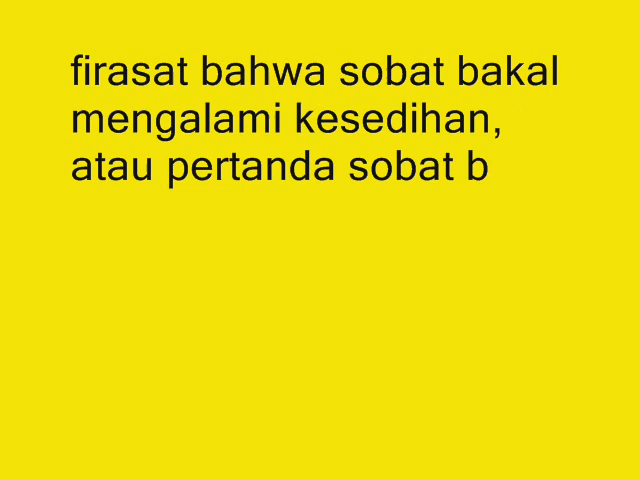 firasat bahwa sobat bakal
mengalami kesedihan,
atau pertanda sobat b